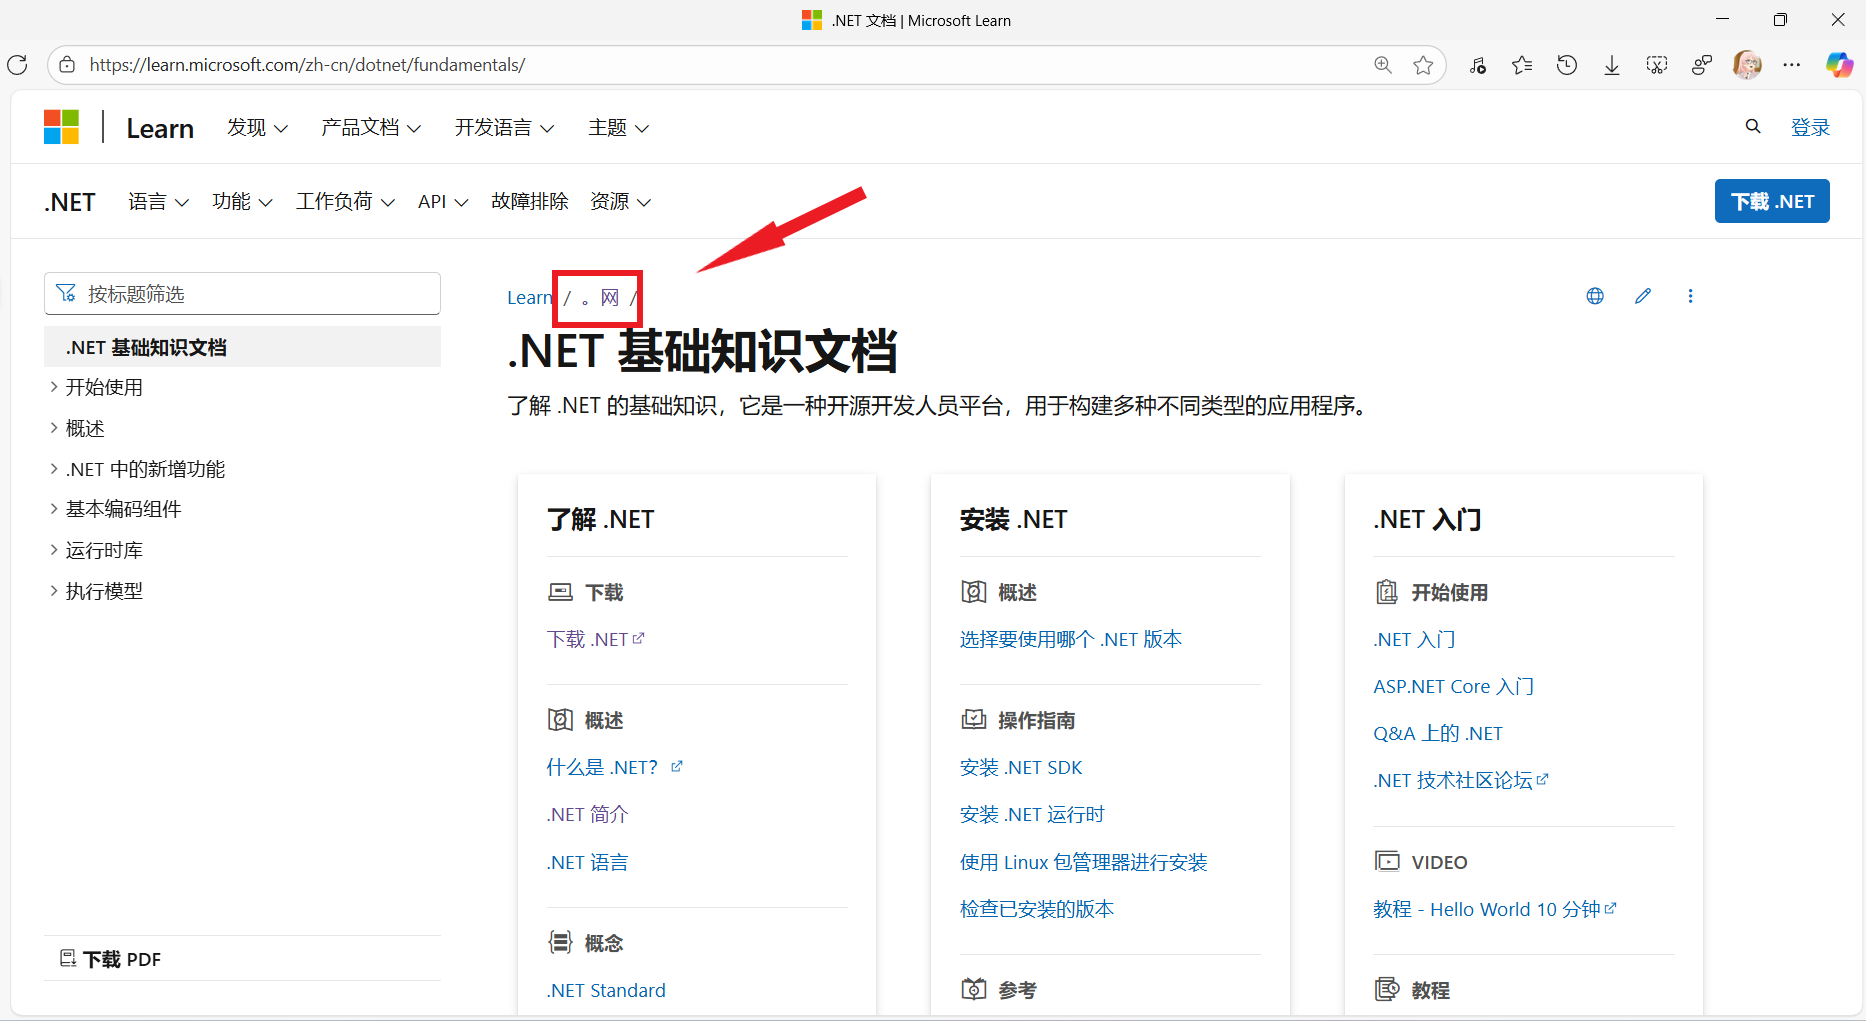 .NET 文档 | Microsoft Learn
https://learn.microsoft.com/zh-cn/dotnet/fundamentals/
Learn 发现 产品文档 开发语言 主题 登录
.NET 语言 功能 工作负荷 API 故障排除 资源 下载 .NET
按标题筛选
.NET 基础知识文档
开始使用
概述
.NET 中的新增功能
基本编码组件
运行时库
执行模型
下载 PDF
Learn / 。网 /
.NET 基础知识文档
了解 .NET 的基础知识，它是一种开源开发人员平台，用于构建多种不同类型的应用程序。
了解 .NET
下载
下载 .NET
概述
什么是 .NET？
.NET 简介
.NET 语言
概念
.NET Standard
安装 .NET
概述
选择要使用哪个 .NET 版本
操作指南
安装 .NET SDK
安装 .NET 运行时
使用 Linux 包管理器进行安装
检查已安装的版本
参考
.NET 入门
开始使用
.NET 入门
ASP.NET Core 入门
Q&A 上的 .NET
.NET 技术社区论坛
VIDEO
教程 - Hello World 10 分钟
教程